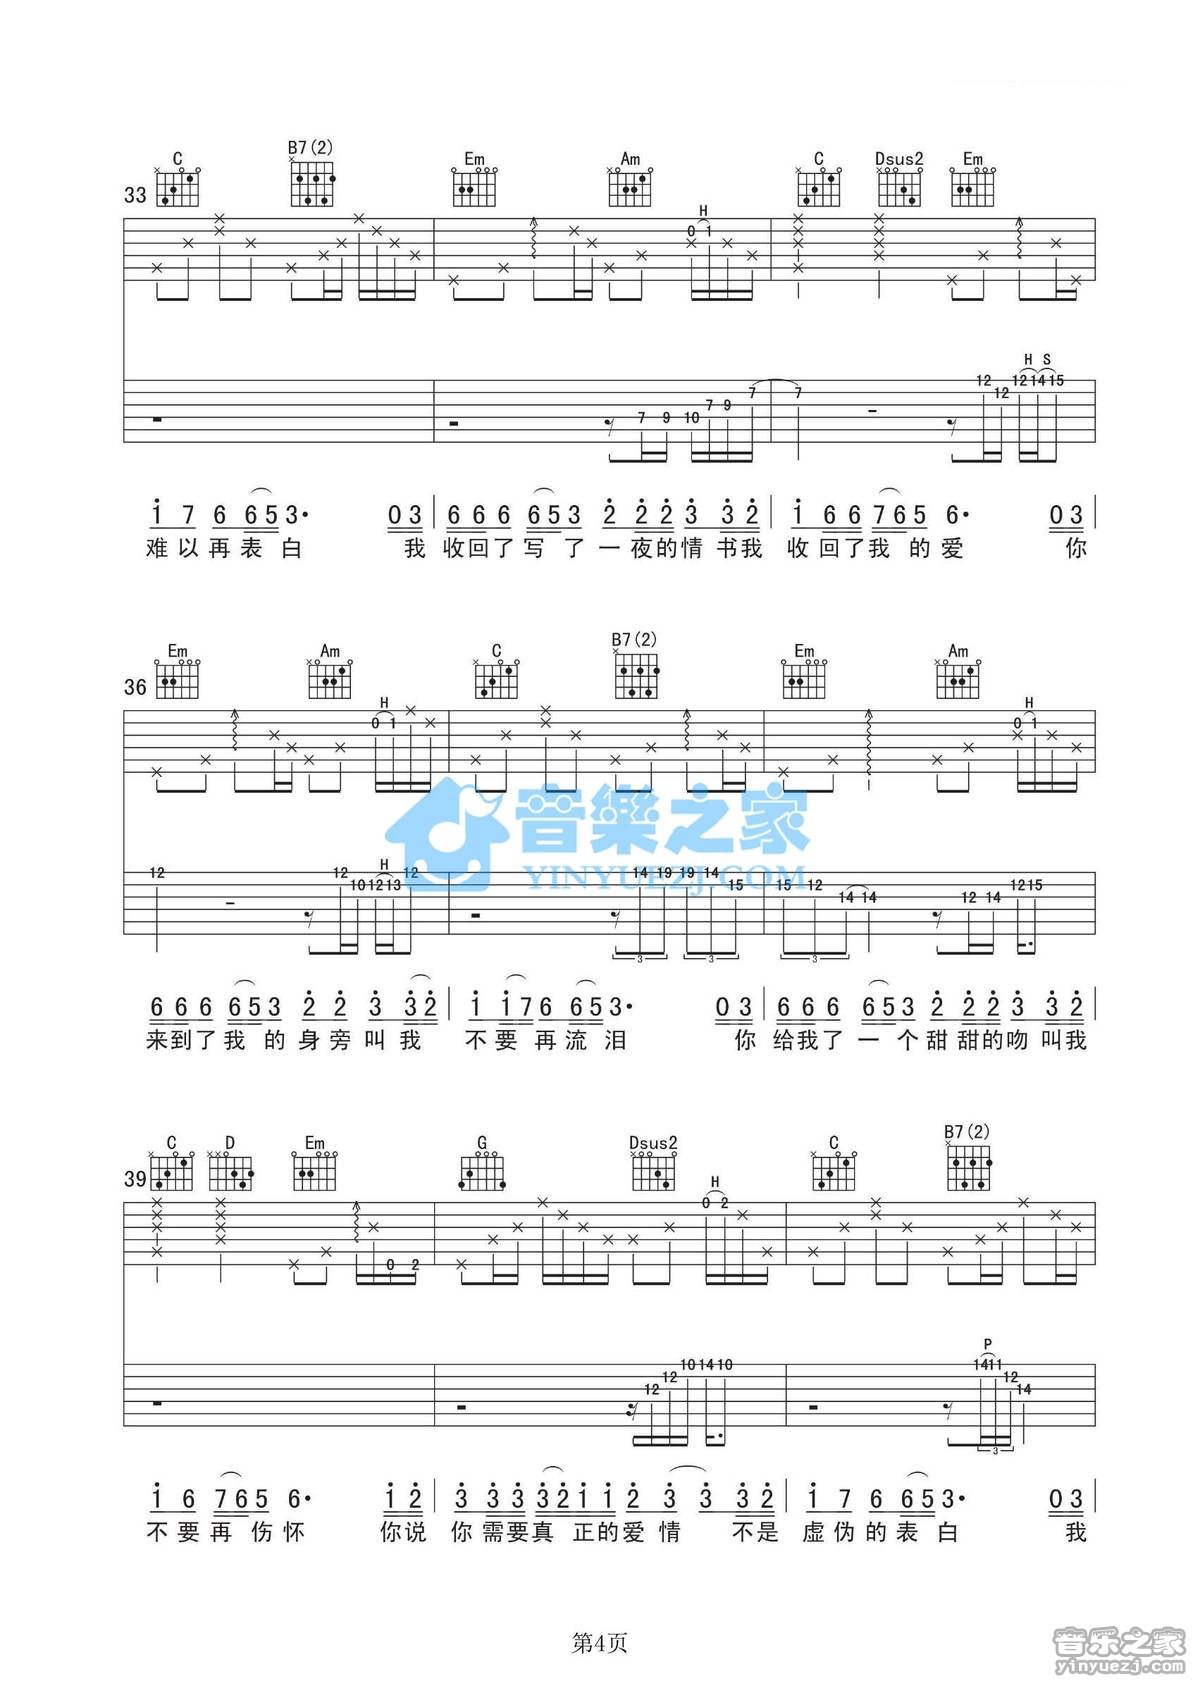 C B7(2) Em Am C Dsus2 Em
33
H
0 1
H S
12 12 14 15
12
7 9 10 7 9 7 7
1 7 6 6 5 3· 0 3 6 6 6 6 5 3 2 2 2 3 3 2 1 6 6 7 6 5 6· 0 3
难以再表白 我 收回了写了一夜的情书我 收回了我的爱 你
Em Am C B7(2) Em Am
36
H H
0 1 0 1
音樂之家
YINYUEZJ.COM
H
12 12 10 12 13 12 14 19 19 14 15 15 12 14 14 12 14 12 15
3 3 3
6 6 6 6 5 3 2 2 3 3 2 1 1 7 6 6 5 3· 0 3 6 6 6 6 5 3 2 2 2 3 3 2
来到了我的身旁叫我 不要再流泪 你 给我了一个甜甜的吻叫我
C D Em G Dsus2 C B7(2)
39
H
0 2 0 2
P
12 12 10 14 10 14 11 12 14
3
1 6 7 6 5 6· 1 2 3 3 3 3 2 1 1 2 3 3 3 2 1 7 6 6 5 3· 0 3
不要再伤怀 你说 你需要真正的爱情 不是 虚伪的表白 我
第4页
音乐之家
yinyuezj.com